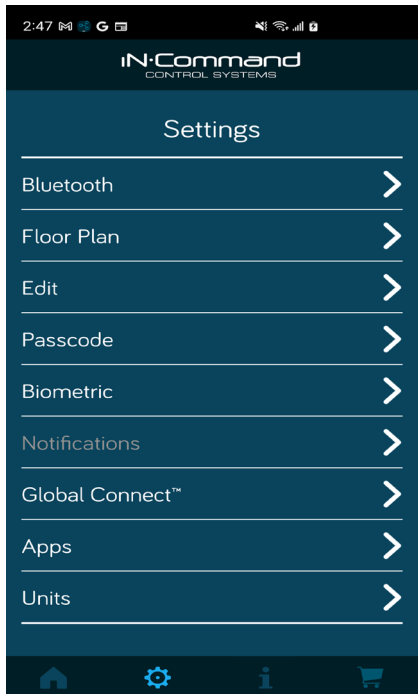 2:47
iN·Command
CONTROL SYSTEMS
Settings
Bluetooth
Floor Plan
Edit
Passcode
Biometric
Notifications
Global Connect™
Apps
Units